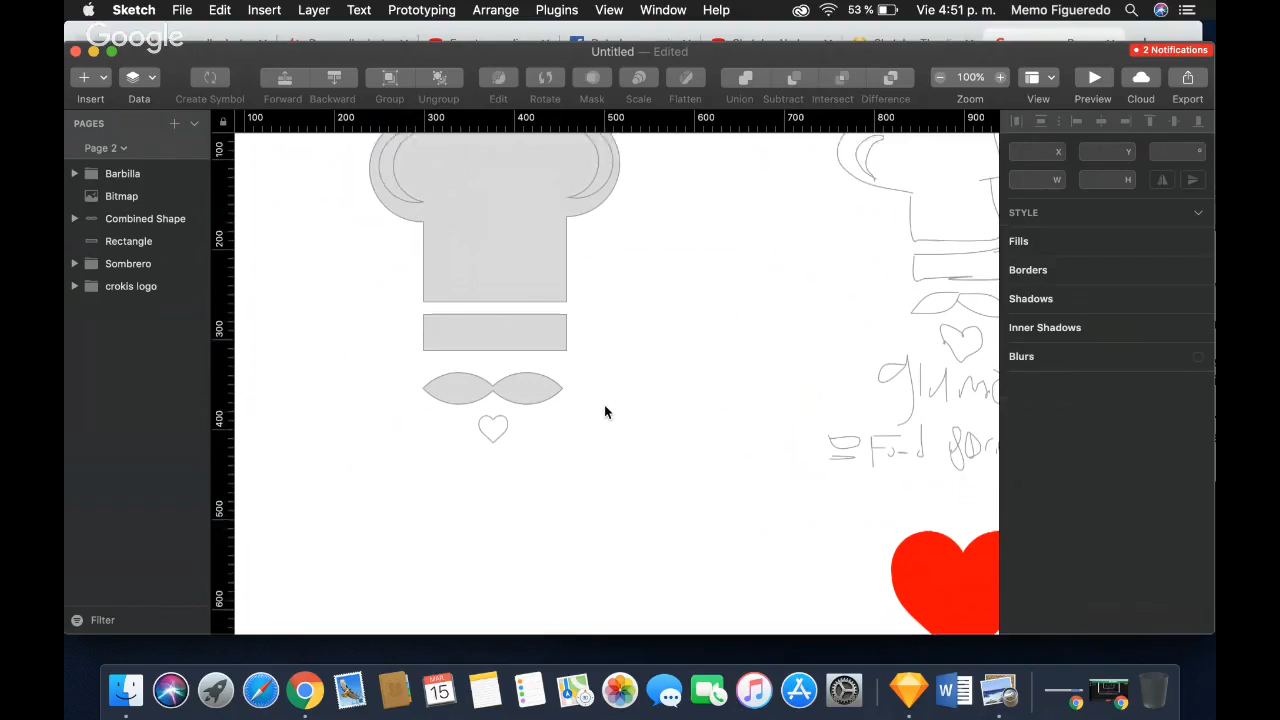 Sketch File Edit Insert Layer Text Prototyping Arrange Plugins View Window Help 53 % Vie 4:51 p. m. Memo Figueredo
Google
Untitled — Edited
2 Notifications
Insert Data Create Symbol Forward Backward Group Ungroup Edit Rotate Mask Scale Flatten Union Subtract Intersect Difference 100% Zoom View Preview Cloud Export
PAGES
Page 2
Barbilla
Bitmap
Combined Shape
Rectangle
Sombrero
crokis logo
Filter
100 200 300 400 500 600 700 800 900
100
200
300
400
500
600
X Y °
W H
STYLE
Fills
Borders
Shadows
Inner Shadows
Blurs
MAR
15
W